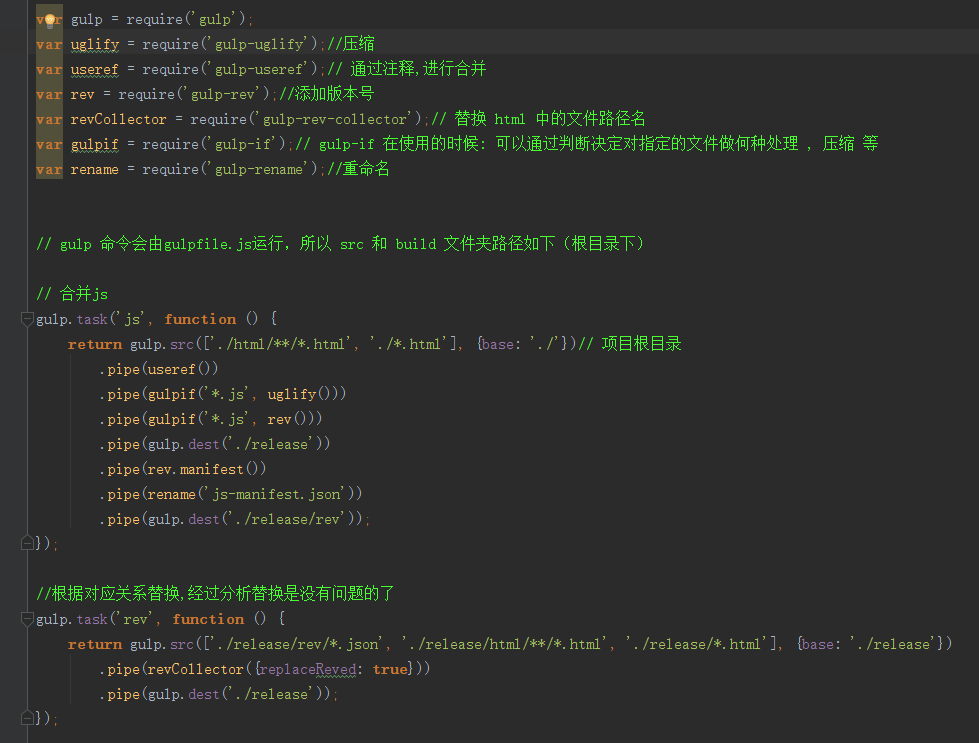 var gulp = require('gulp');
var uglify = require('gulp-uglify');//压缩
var useref = require('gulp-useref');// 通过注释,进行合并
var rev = require('gulp-rev');//添加版本号
var revCollector = require('gulp-rev-collector');// 替换 html 中的文件路径名
var gulpif = require('gulp-if');// gulp-if 在使用的时候: 可以通过判断决定对指定的文件做何种处理 , 压缩 等
var rename = require('gulp-rename');//重命名
// gulp 命令会由gulpfile.js运行，所以 src 和 build 文件夹路径如下（根目录下）
// 合并js
gulp.task('js', function () {
    return gulp.src(['./html/**/*.html', './*.html'], {base: './'})// 项目根目录
        .pipe(useref())
        .pipe(gulpif('*.js', uglify()))
        .pipe(gulpif('*.js', rev()))
        .pipe(gulp.dest('./release'))
        .pipe(rev.manifest())
        .pipe(rename('js-manifest.json'))
        .pipe(gulp.dest('./release/rev'));
});
//根据对应关系替换,经过分析替换是没有问题的了
gulp.task('rev', function () {
    return gulp.src(['./release/rev/*.json', './release/html/**/*.html', './release/*.html'], {base: './release'})
        .pipe(revCollector({replaceReved: true}))
        .pipe(gulp.dest('./release'));
});